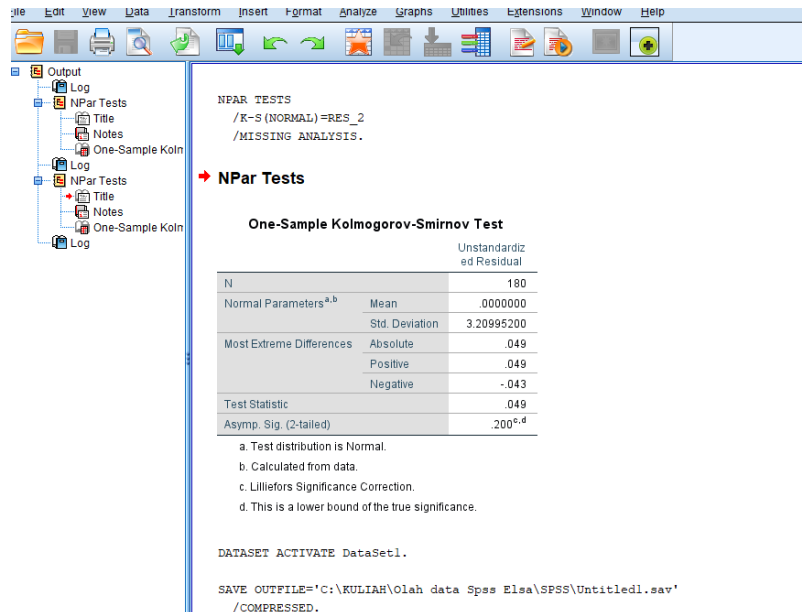 File Edit View Data Transform Insert Format Analyze Graphs Utilities Extensions Window Help
Output
Log
NPar Tests
Title
Notes
One-Sample Kolm
Log
NPar Tests
Title
Notes
One-Sample Kolm
Log
NPAR TESTS
/K-S(NORMAL)=RES_2
/MISSING ANALYSIS.
NPar Tests
One-Sample Kolmogorov-Smirnov Test
Unstandardiz
ed Residual
N 180
Normal Parameters a,b Mean .0000000
Std. Deviation 3.20995200
Most Extreme Differences Absolute .049
Positive .049
Negative -.043
Test Statistic .049
Asymp. Sig. (2-tailed) .200 c,d
a. Test distribution is Normal.
b. Calculated from data.
c. Lilliefors Significance Correction.
d. This is a lower bound of the true significance.
DATASET ACTIVATE DataSet1.
SAVE OUTFILE='C:\KULIAH\Olah data Spss Elsa\SPSS\Untitled1.sav'
/COMPRESSED.